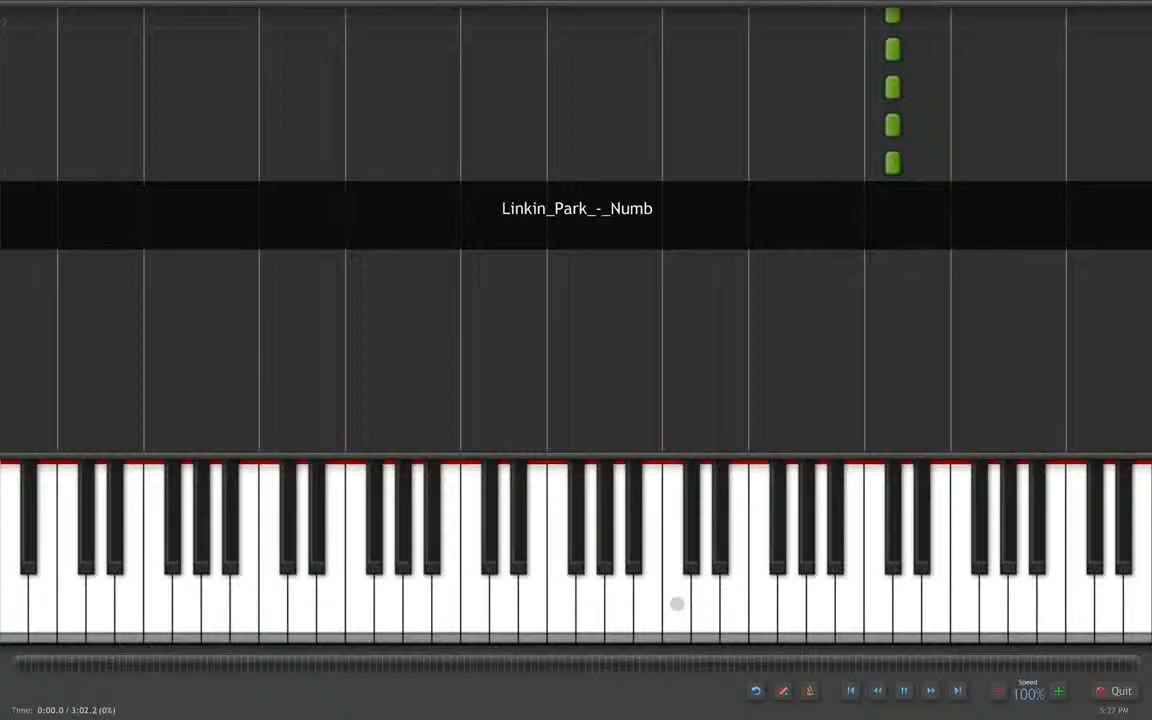 Linkin_Park_-_Numb
Speed
100%
Quit
Time: 0:00.0 / 3:02.2 (0%)
5:27 PM